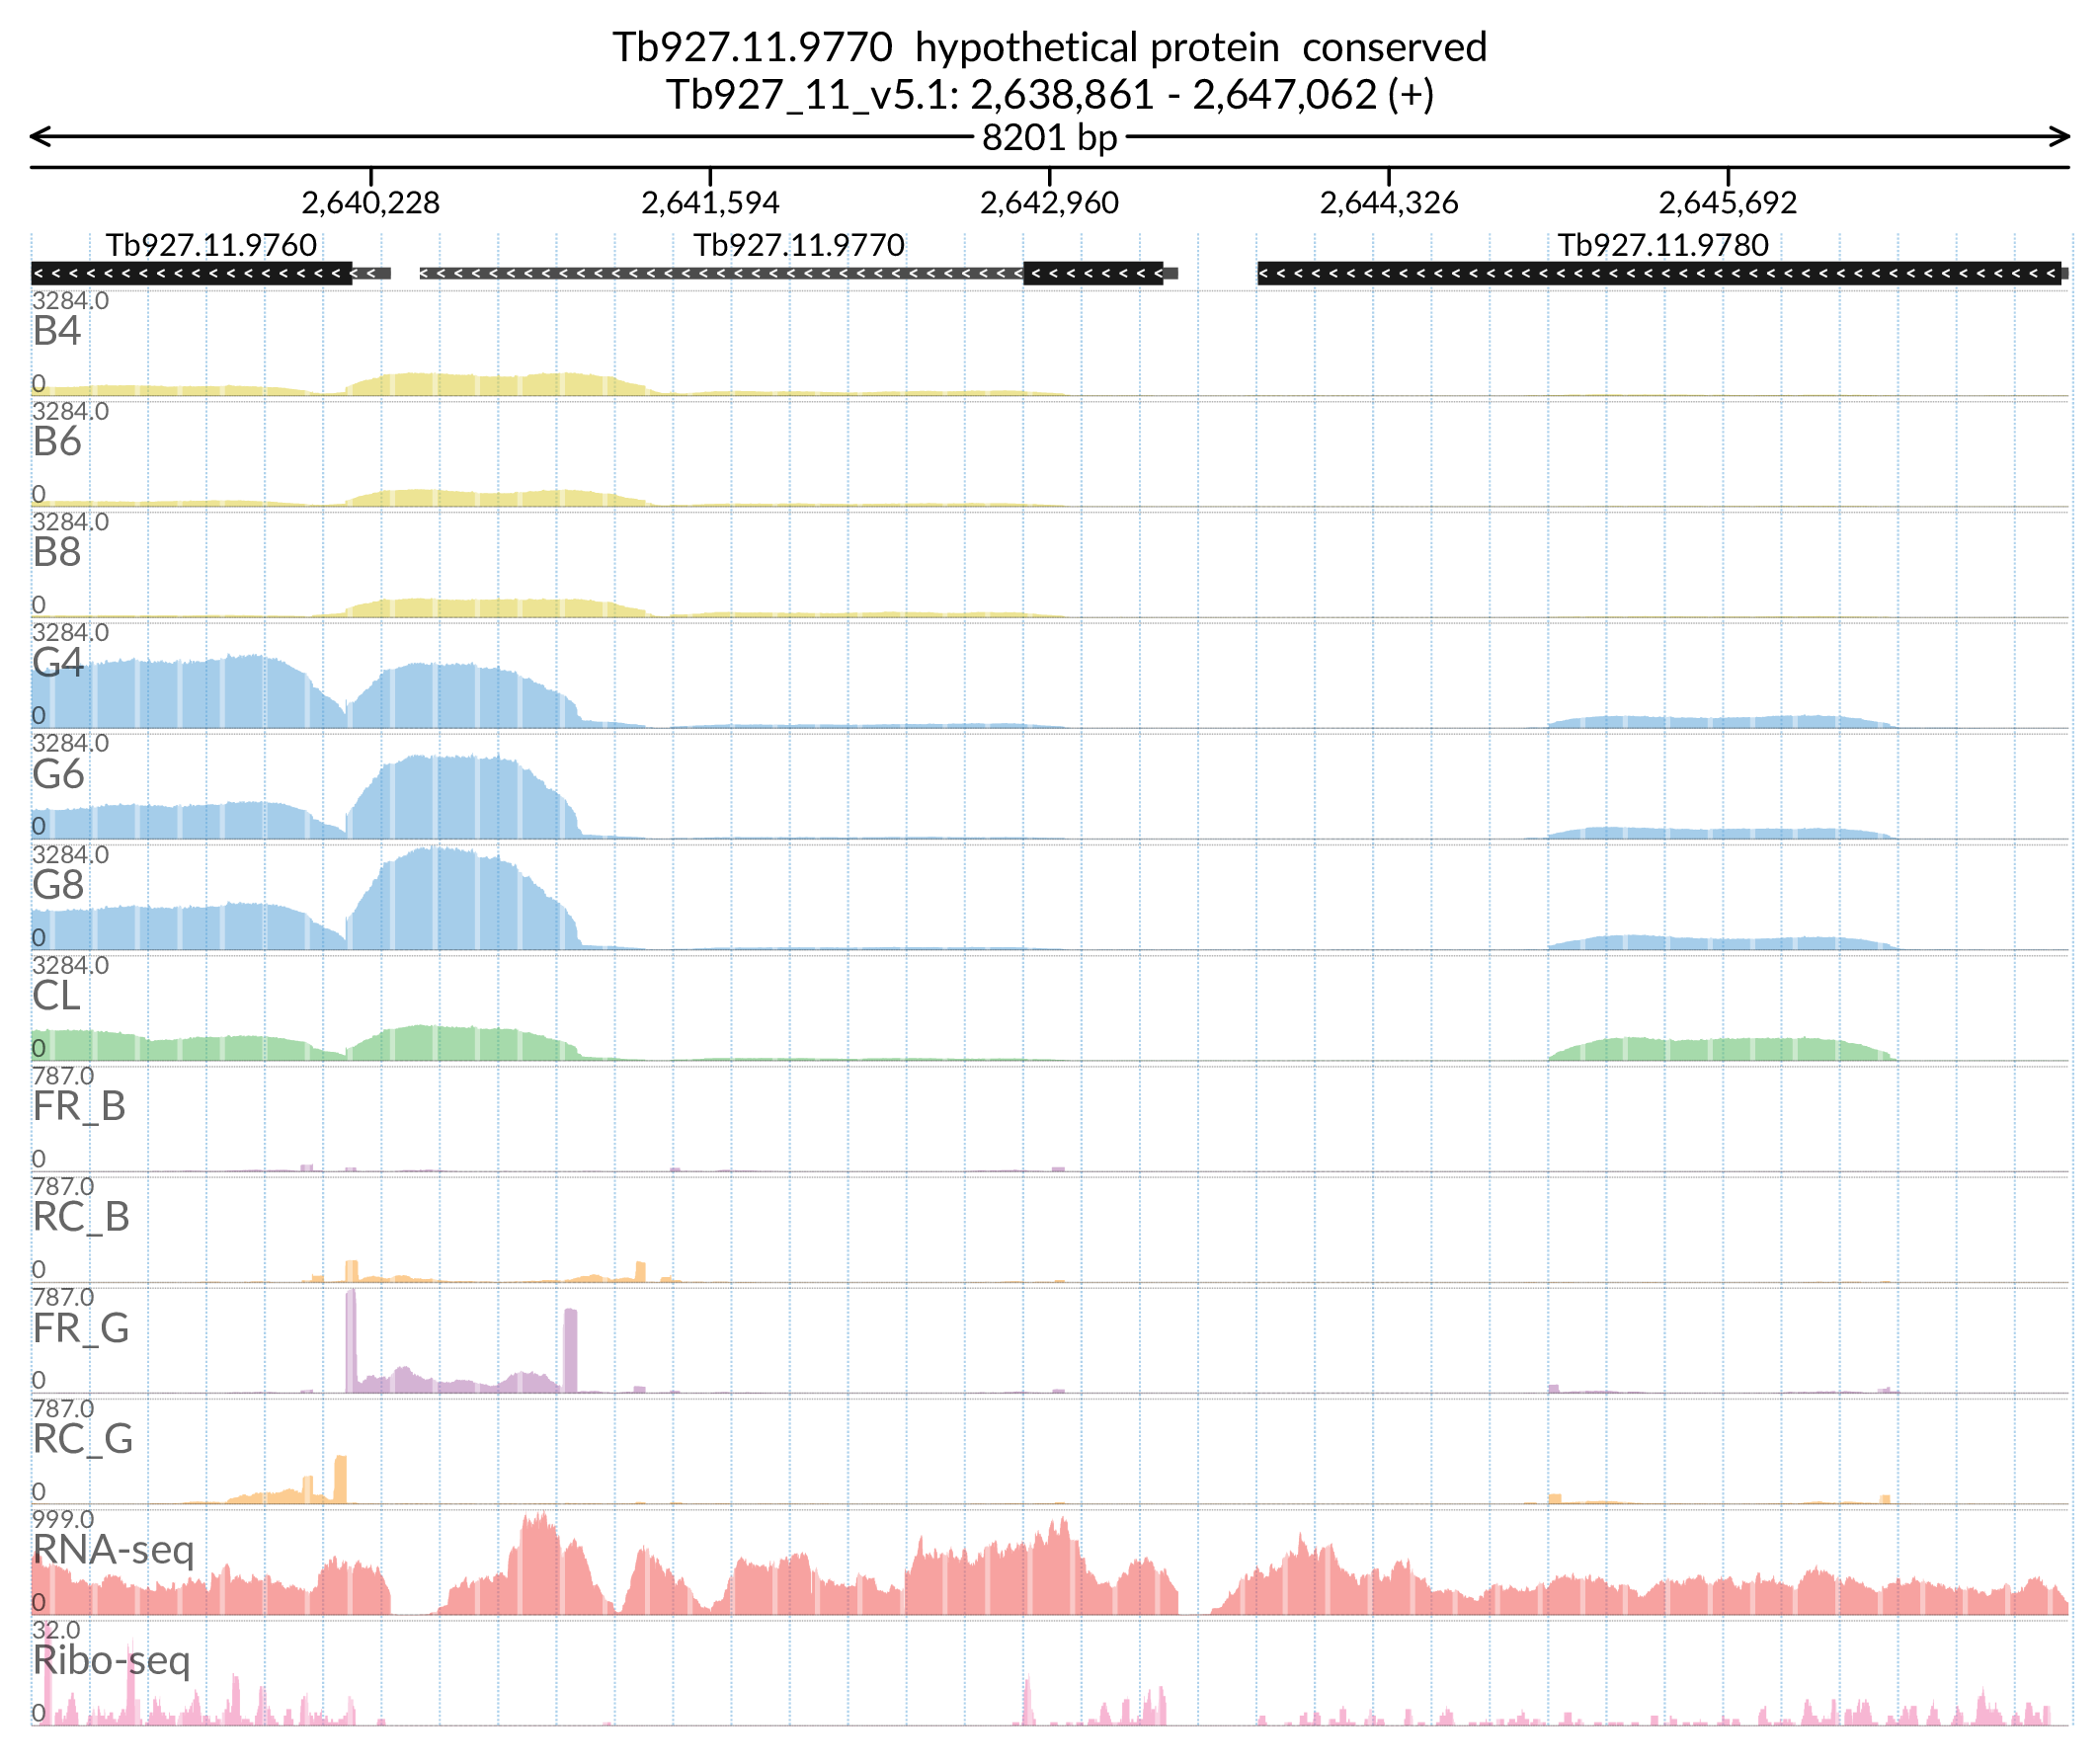 Tb927.11.9770 hypothetical protein conserved
Tb927_11_v5.1: 2,638,861 - 2,647,062 (+)
8201 bp
2,640,228 2,641,594 2,642,960 2,644,326 2,645,692
Tb927.11.9760 Tb927.11.9770 Tb927.11.9780
3284.0
B4
0
3284.0
B6
0
3284.0
B8
0
3284.0
G4
0
3284.0
G6
0
3284.0
G8
0
3284.0
CL
0
787.0
FR_B
0
787.0
RC_B
0
787.0
FR_G
0
787.0
RC_G
0
999.0
RNA-seq
0
32.0
Ribo-seq
0